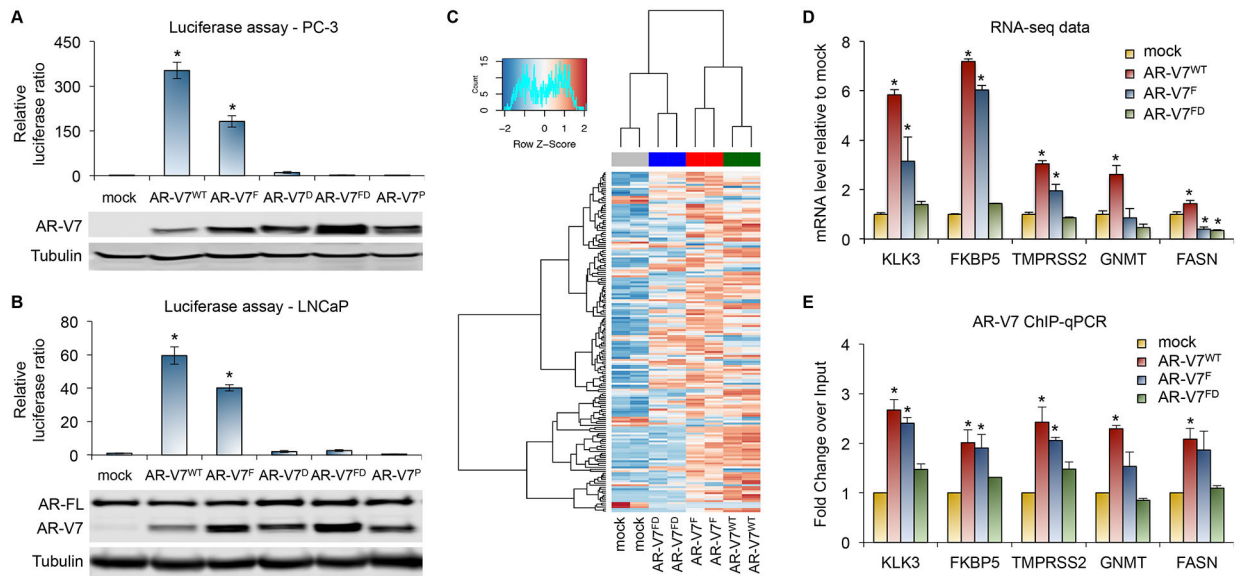 A
Luciferase assay - PC-3
Relative
luciferase ratio
450
300
150
0
mock AR-V7WT AR-V7F AR-V7D AR-V7FD AR-V7P
AR-V7
Tubulin
B
Luciferase assay - LNCaP
Relative
luciferase ratio
80
60
40
20
0
* *
mock AR-V7WT AR-V7F AR-V7D AR-V7FD AR-V7P
AR-FL
AR-V7
Tubulin
C
Count
15
10
5
0
-2 -1 0 1 2
Row Z-Score
mock mock AR-V7FD AR-V7FD AR-V7F AR-V7F AR-V7WT AR-V7WT
D
RNA-seq data
mRNA level relative to mock
8
6
4
2
0
mock
AR-V7WT
AR-V7F
AR-V7FD
KLK3 FKBP5 TMPRSS2 GNMT FASN
E
AR-V7 ChIP-qPCR
Fold Change over Input
4
3
2
1
0
mock
AR-V7WT
AR-V7F
AR-V7FD
KLK3 FKBP5 TMPRSS2 GNMT FASN